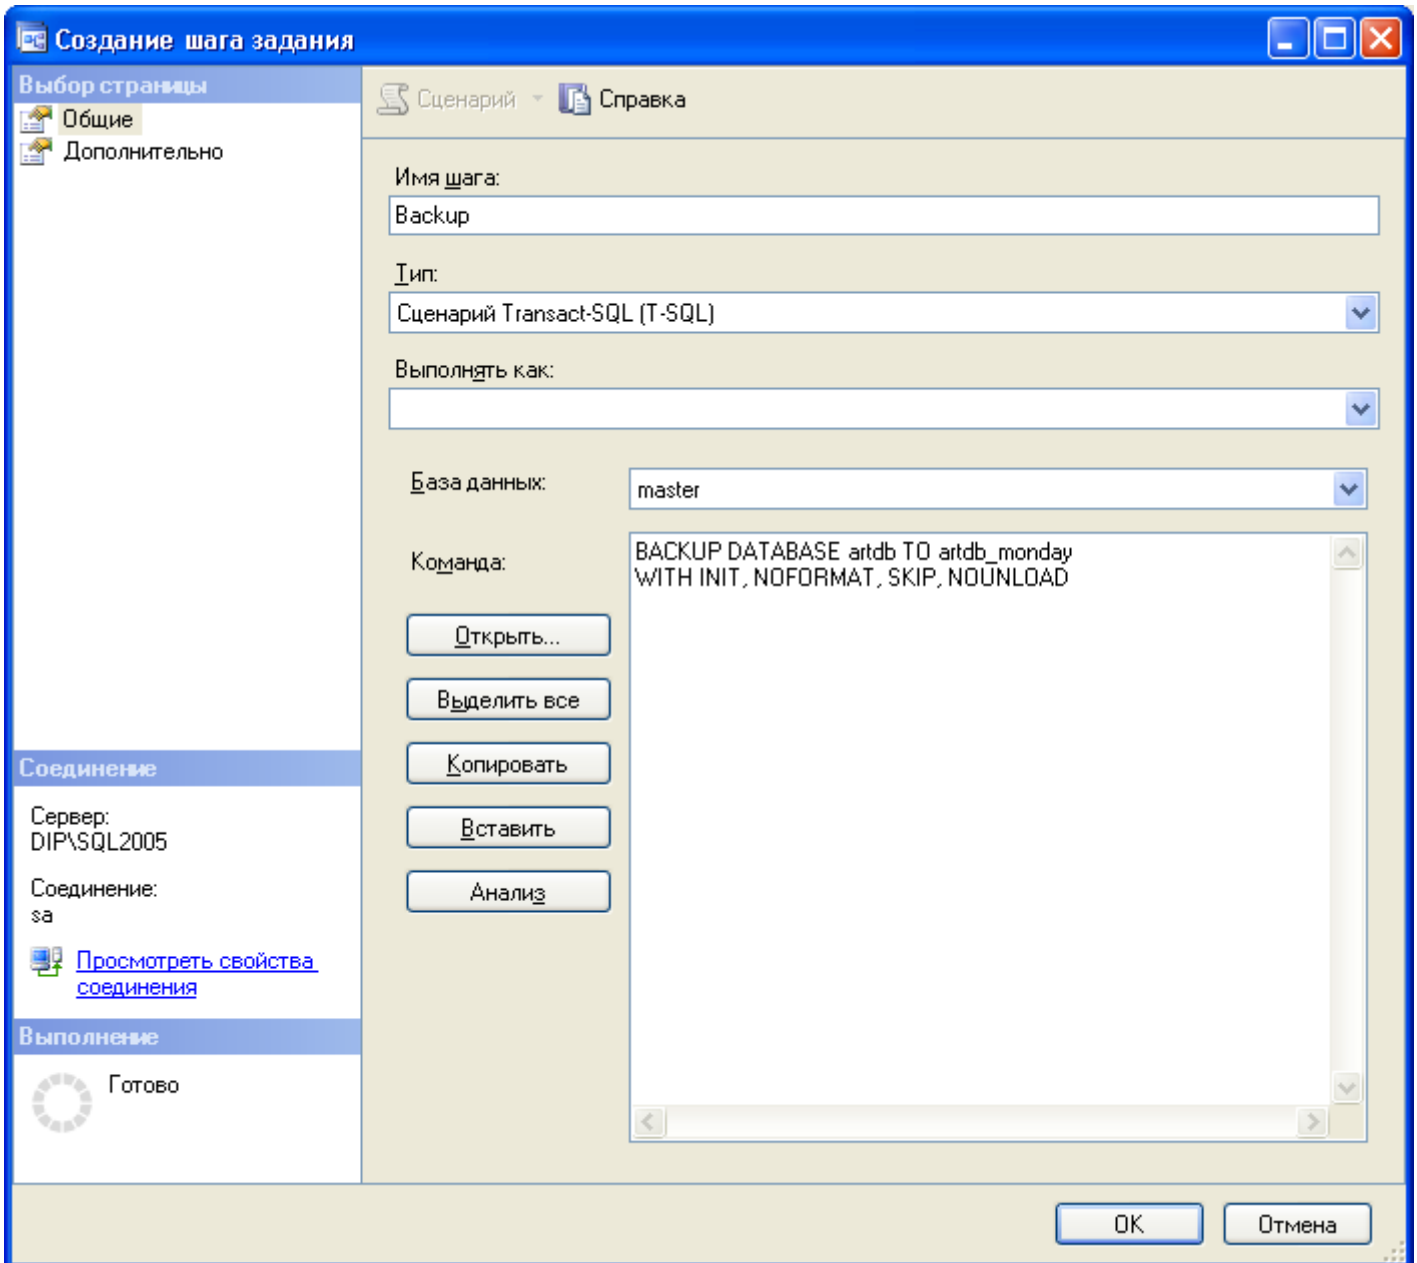 Создание шага задания
Выбор страницы
Общие
Дополнительно
Сценарий
Справка
Имя шага:
Backup
Тип:
Сценарий Transact-SQL (T-SQL)
Выполнять как:
База данных:
master
Команда:
BACKUP DATABASE artdb TO artdb_monday
WITH INIT, NOFORMAT, SKIP, NOUNLOAD
Открыть...
Выделить все
Копировать
Вставить
Анализ
Соединение
Сервер:
DIP\SQL2005
Соединение:
sa
Просмотреть свойства
соединения
Выполнение
Готово
OK
Отмена